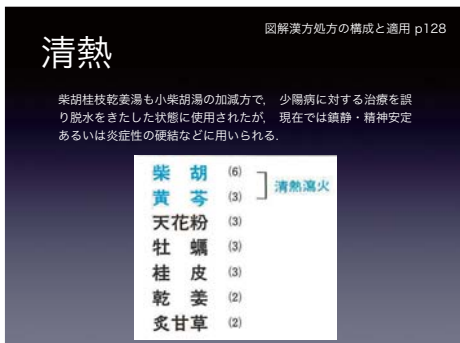 図解漢方処方の構成と適用 p128
清熱
柴胡桂枝乾姜湯も小柴胡湯の加減方で, 少陽病に対する治療を誤
り脱水をきたした状態に使用されたが, 現在では鎮静・精神安定
あるいは炎症性の硬結などに用いられる.
柴胡 (6)
清熱瀉火
黄芩 (3)
天花粉 (3)
牡蠣 (3)
桂皮 (3)
乾姜 (2)
炙甘草 (2)